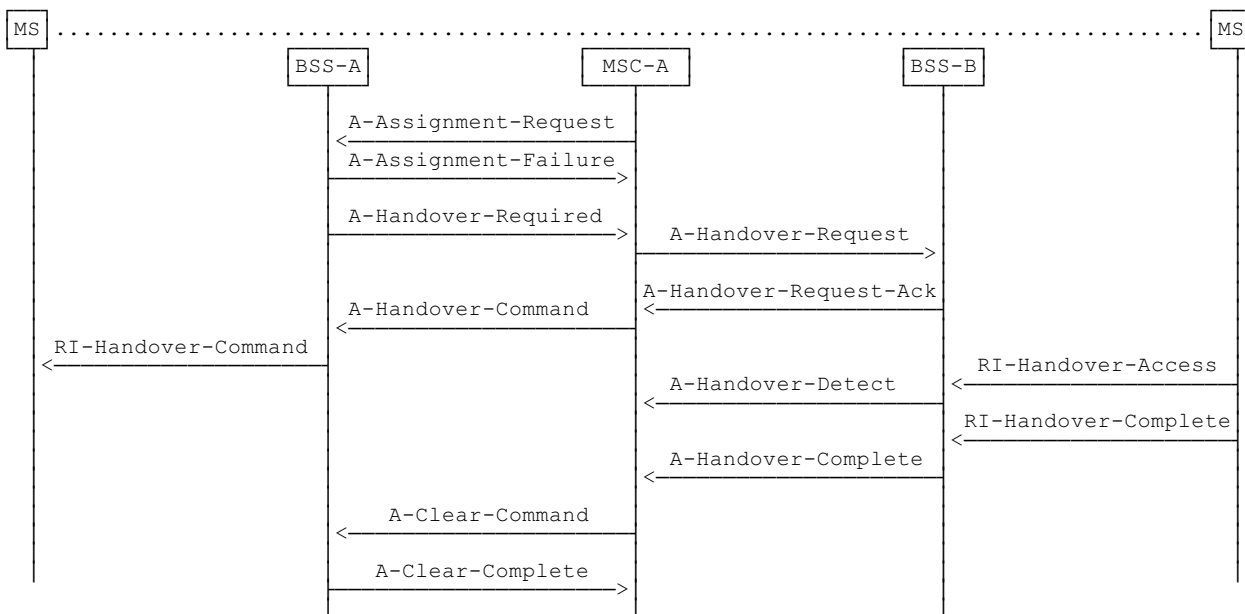 MS
MS
BSS-A
MSC-A
BSS-B
A-Assignment-Request
A-Assignment-Failure
A-Handover-Required
A-Handover-Request
A-Handover-Request-Ack
A-Handover-Command
RI-Handover-Command
RI-Handover-Access
A-Handover-Detect
RI-Handover-Complete
A-Handover-Complete
A-Clear-Command
A-Clear-Complete